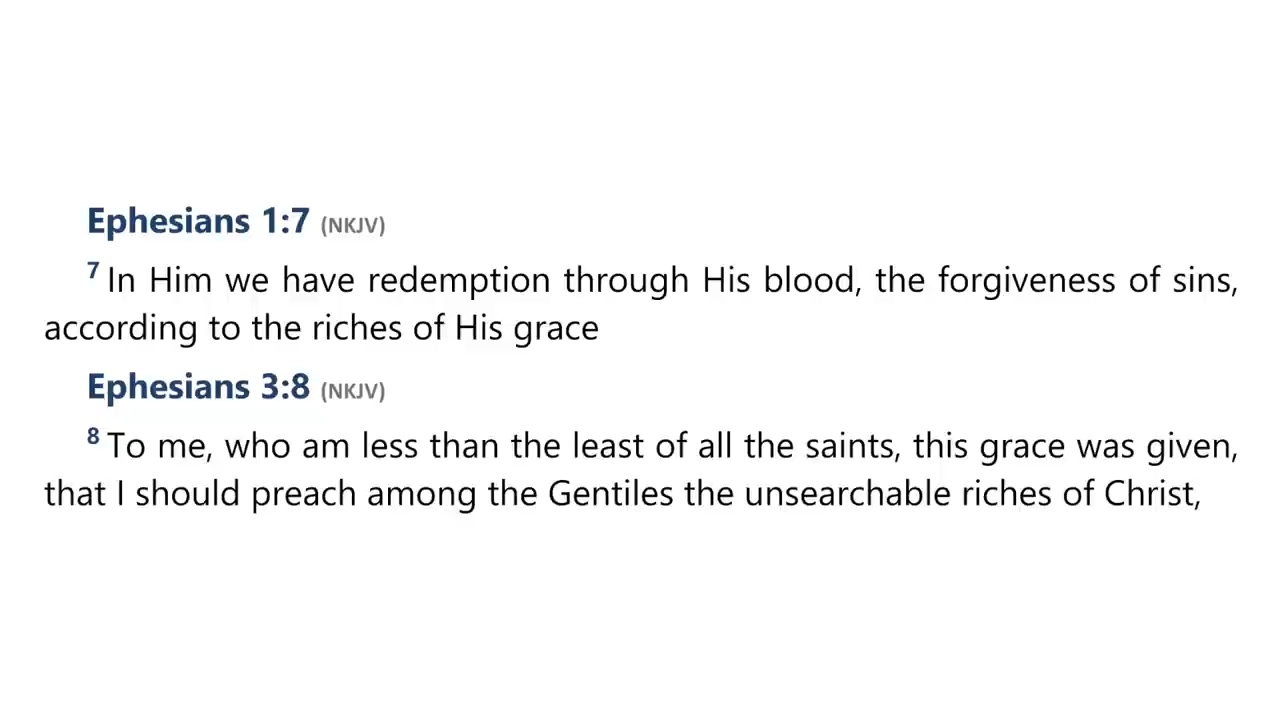 Ephesians 1:7 (NKJV)
7 In Him we have redemption through His blood, the forgiveness of sins,
according to the riches of His grace
Ephesians 3:8 (NKJV)
8 To me, who am less than the least of all the saints, this grace was given,
that I should preach among the Gentiles the unsearchable riches of Christ,